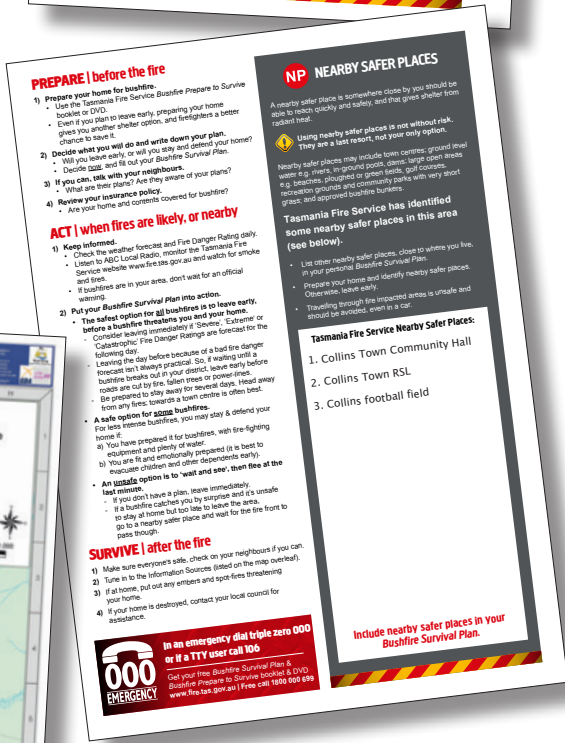 PREPARE | before the fire
1) Prepare your home for bushfire.
• Use the Tasmania Fire Service Bushfire Prepare to Survive
booklet or DVD.
• Even if you plan to leave early, preparing your home
gives you another shelter option, and firefighters a better
chance to save it.
2) Decide what you will do and write down your plan.
• Will you leave early, or will you stay and defend your home?
• Decide now, and fill out your Bushfire Survival Plan.
3) If you can, talk with your neighbours.
• What are their plans? Are they aware of your plans?
4) Review your insurance policy.
• Are your home and contents covered for bushfire?
ACT | when fires are likely, or nearby
1) Keep informed.
• Check the weather forecast and Fire Danger Rating daily.
• Listen to ABC Local Radio, monitor the Tasmania Fire
Service website www.fire.tas.gov.au and watch for smoke
and fires.
• If bushfires are in your area, don't wait for an official
warning.
2) Put your Bushfire Survival Plan into action.
• The safest option for all bushfires is to leave early,
before a bushfire threatens you and your home.
- Consider leaving immediately if 'Severe', 'Extreme' or
'Catastrophic' Fire Danger Ratings are forecast for the
following day.
- Leaving the day before because of a bad fire danger
forecast isn't always practical. So, if waiting until a
bushfire breaks out in your district, leave early before
roads are cut by fire, fallen trees or power-lines.
- Be prepared to stay away for several days. Head away
from any fires; towards a town centre is often best.
• A safe option for some bushfires.
For less intense bushfires, you may stay & defend your
home if:
a) You have prepared it for bushfires, with fire-fighting
equipment and plenty of water.
b) You are fit and emotionally prepared (it is best to
evacuate children and other dependents early).
• An unsafe option is to 'wait and see', then flee at the
last minute.
- If you don't have a plan, leave immediately.
- If a bushfire catches you by surprise and it's unsafe
to stay at home but too late to leave the area,
go to a nearby safer place and wait for the fire front to
pass though.
SURVIVE | after the fire
1) Make sure everyone's safe, check on your neighbours if you can.
2) Tune in to the Information Sources (listed on the map overleaf).
3) If at home, put out any embers and spot-fires threatening
your home.
4) If your home is destroyed, contact your local council for
assistance.
000
EMERGENCY
In an emergency dial triple zero 000
or if a TTY user call 106
Get your free Bushfire Survival Plan &
Bushfire Prepare to Survive booklet & DVD
www.fire.tas.gov.au | Free call 1800 000 699
NP NEARBY SAFER PLACES
A nearby safer place is somewhere close by you should be
able to reach quickly and safely, and that gives shelter from
radiant heat.
Using nearby safer places is not without risk.
They are a last resort, not your only option.
Nearby safer places may include town centres; ground level
water e.g. rivers, in-ground pools, dams; large open areas
e.g. beaches, ploughed or green fields, golf courses,
recreation grounds and community parks with very short
grass; and approved bushfire bunkers.
Tasmania Fire Service has identified
some nearby safer places in this area
(see below).
• List other nearby safer places, close to where you live,
in your personal Bushfire Survival Plan.
• Prepare your home and identify nearby safer places.
Otherwise, leave early.
• Travelling through fire impacted areas is unsafe and
should be avoided, even in a car.
Tasmania Fire Service Nearby Safer Places:
1. Collins Town Community Hall
2. Collins Town RSL
3. Collins football field
Include nearby safer places in your
Bushfire Survival Plan.